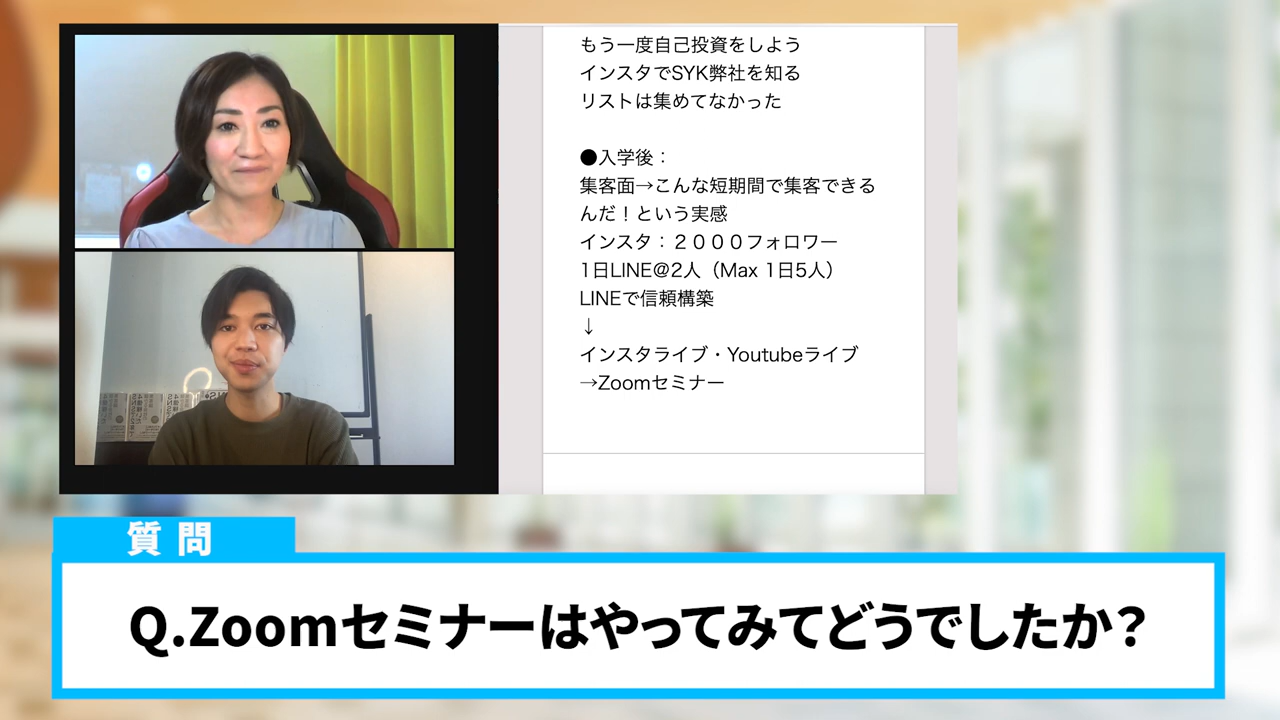 もう一度自己投資をしよう
インスタでSYK弊社を知る
リストは集めてなかった
●入学後：
集客面→こんな短期間で集客できる
んだ！という実感
インスタ：２０００フォロワー
1日LINE@2人（Max 1日5人）
LINEで信頼構築
↓
インスタライブ・Youtubeライブ
→Zoomセミナー
質問
Q.Zoomセミナーはやってみてどうでしたか？